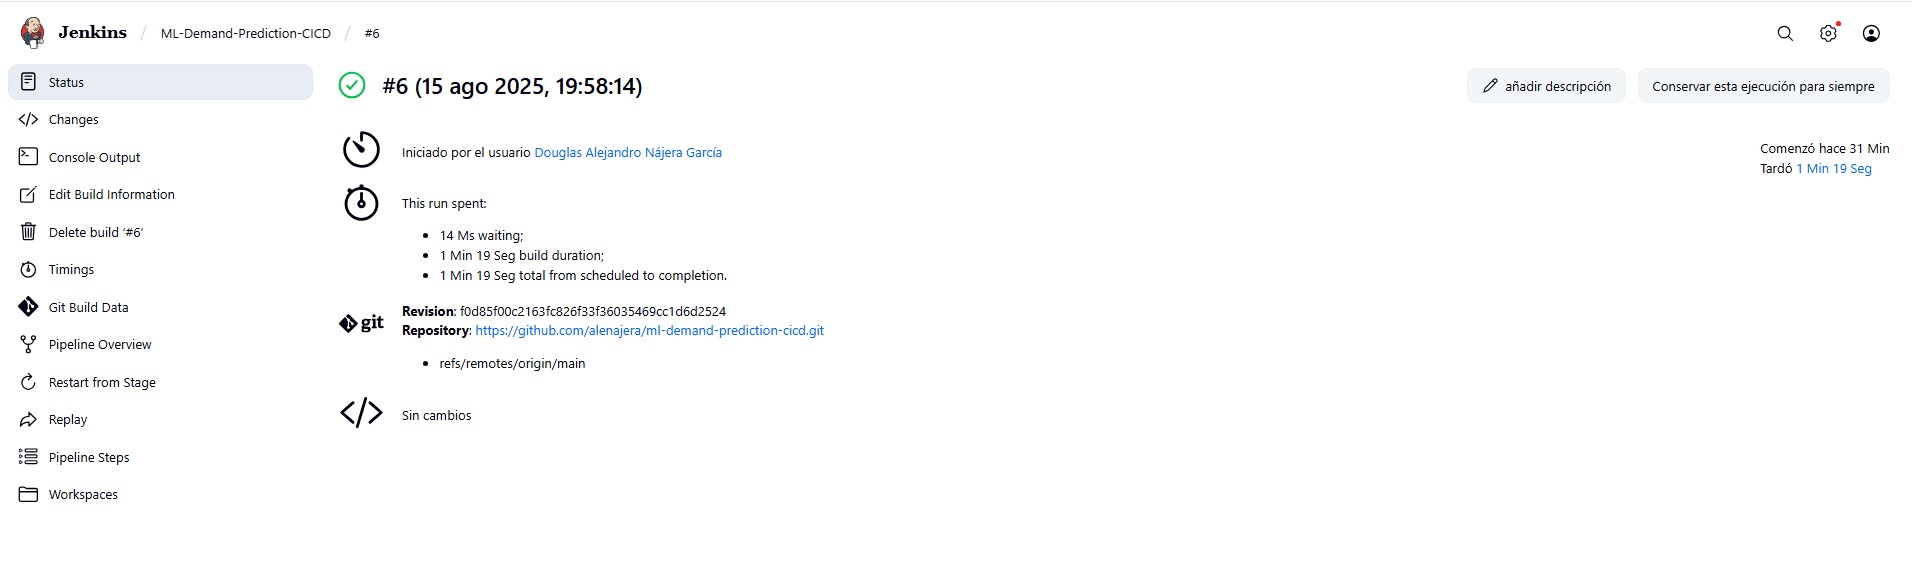 Jenkins / ML-Demand-Prediction-CICD / #6
Status
Changes
Console Output
Edit Build Information
Delete build ‘#6’
Timings
Git Build Data
Pipeline Overview
Restart from Stage
Replay
Pipeline Steps
Workspaces
#6 (15 ago 2025, 19:58:14)
añadir descripción
Conservar esta ejecución para siempre
Iniciado por el usuario Douglas Alejandro Nájera García
Comenzó hace 31 Min
Tardó 1 Min 19 Seg
This run spent:
14 Ms waiting;
1 Min 19 Seg build duration;
1 Min 19 Seg total from scheduled to completion.
git
Revision: f0d85f00c2163fc826f33f36035469cc1d6d2524
Repository: https://github.com/alenajera/ml-demand-prediction-cicd.git
refs/remotes/origin/main
Sin cambios